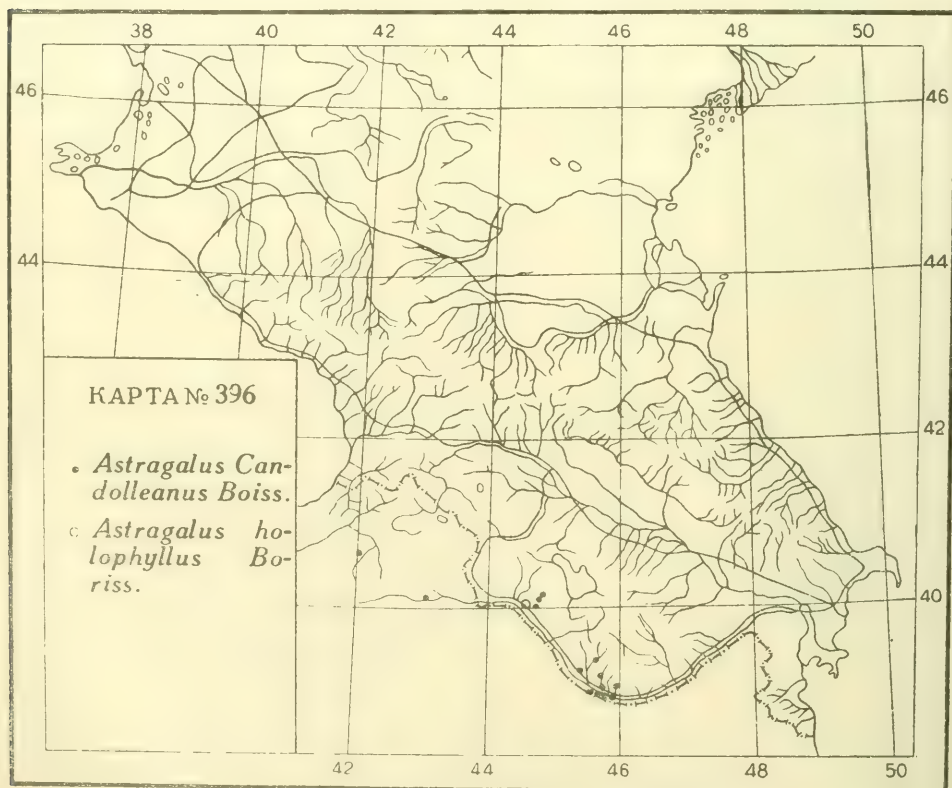 38 40 42 44 46 48 50
46 46
44 44
КАРТА № 396
42
Astragalus Can-
dolleanus Boiss.
Astragalus ho-
lophyllus Bo-
riss.
40 40
42 44 46 48 50